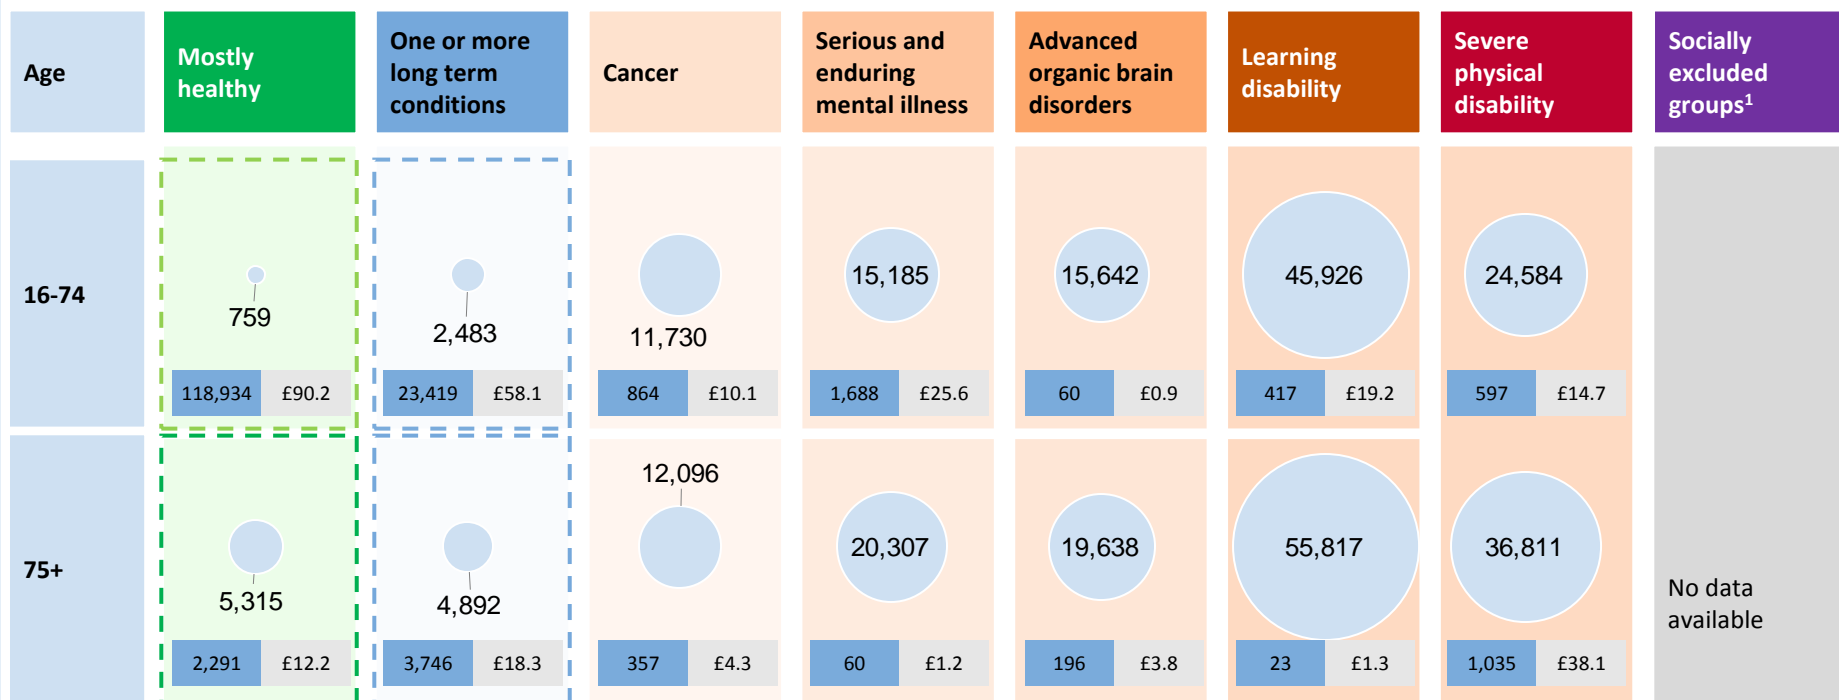 Age
Mostly
healthy
One or more
long term
conditions
Cancer
Serious and
enduring
mental illness
Advanced
organic brain
disorders
Learning
disability
Severe
physical
disability
Socially
excluded
groups¹
16-74
759
2,483
11,730
15,185
15,642
45,926
24,584
118,934 £90.2
23,419 £58.1
864 £10.1
1,688 £25.6
60 £0.9
417 £19.2
597 £14.7
75+
5,315
4,892
12,096
20,307
19,638
55,817
36,811
2,291 £12.2
3,746 £18.3
357 £4.3
60 £1.2
196 £3.8
23 £1.3
1,035 £38.1
No data
available